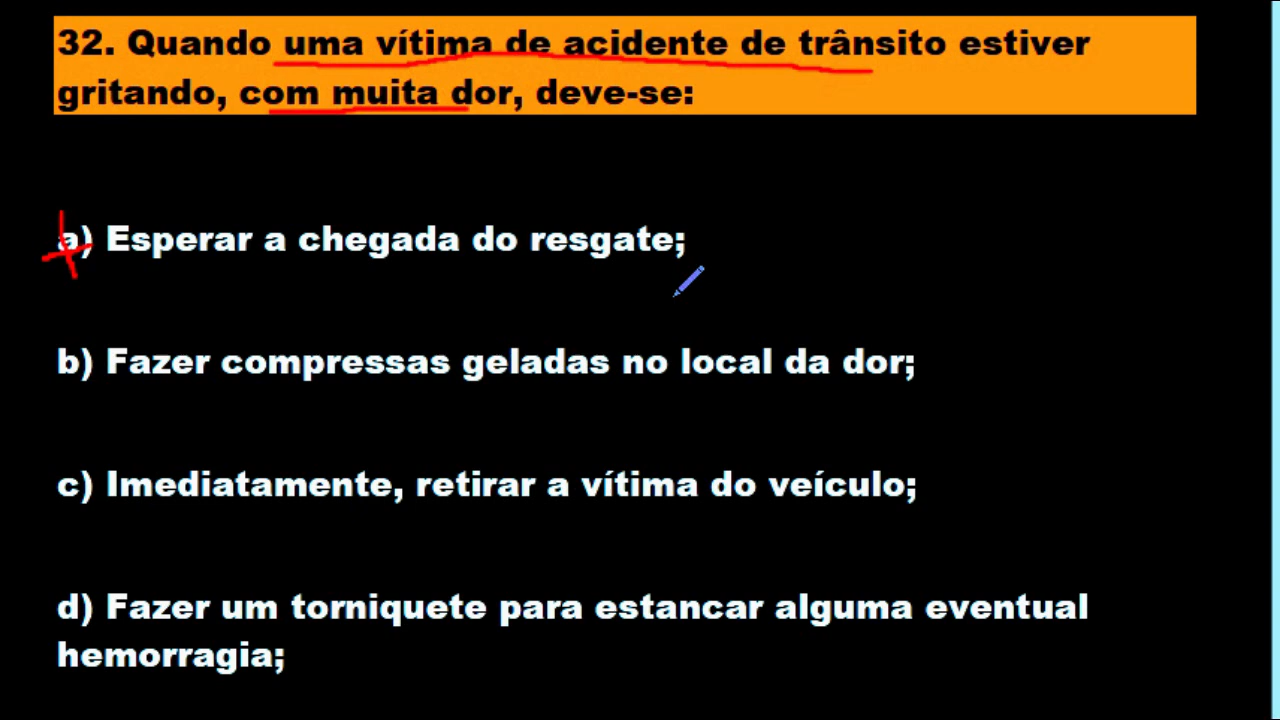 32. Quando uma vítima de acidente de trânsito estiver
gritando, com muita dor, deve-se:
a) Esperar a chegada do resgate;
b) Fazer compressas geladas no local da dor;
c) Imediatamente, retirar a vítima do veículo;
d) Fazer um torniquete para estancar alguma eventual
hemorragia;